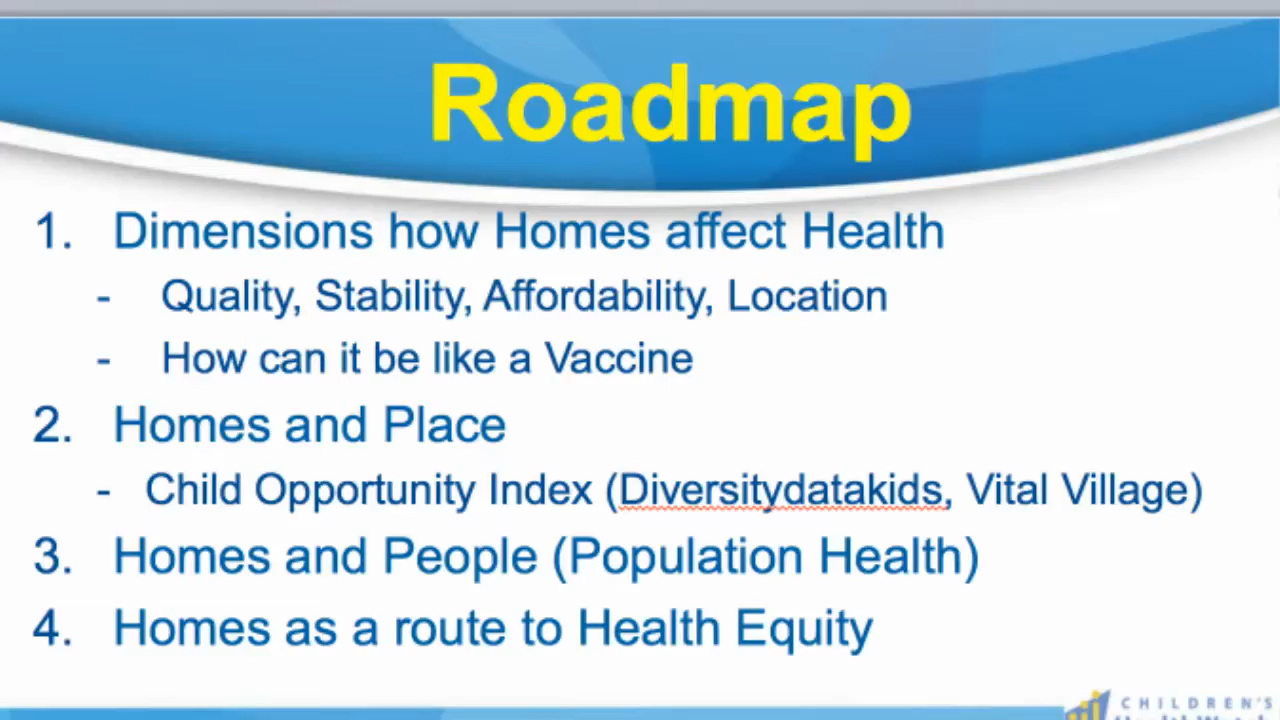 Roadmap
1. Dimensions how Homes affect Health
- Quality, Stability, Affordability, Location
- How can it be like a Vaccine
2. Homes and Place
- Child Opportunity Index (Diversitydatakids, Vital Village)
3. Homes and People (Population Health)
4. Homes as a route to Health Equity
CHILDREN'S